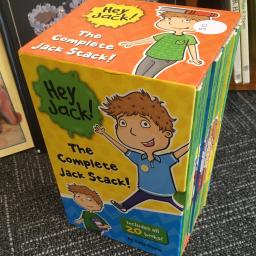 Hey Jack!
The Complete
Jack Stack!
Hey
Jack!
The Complete
Jack Stack!
Includes all
20 books!